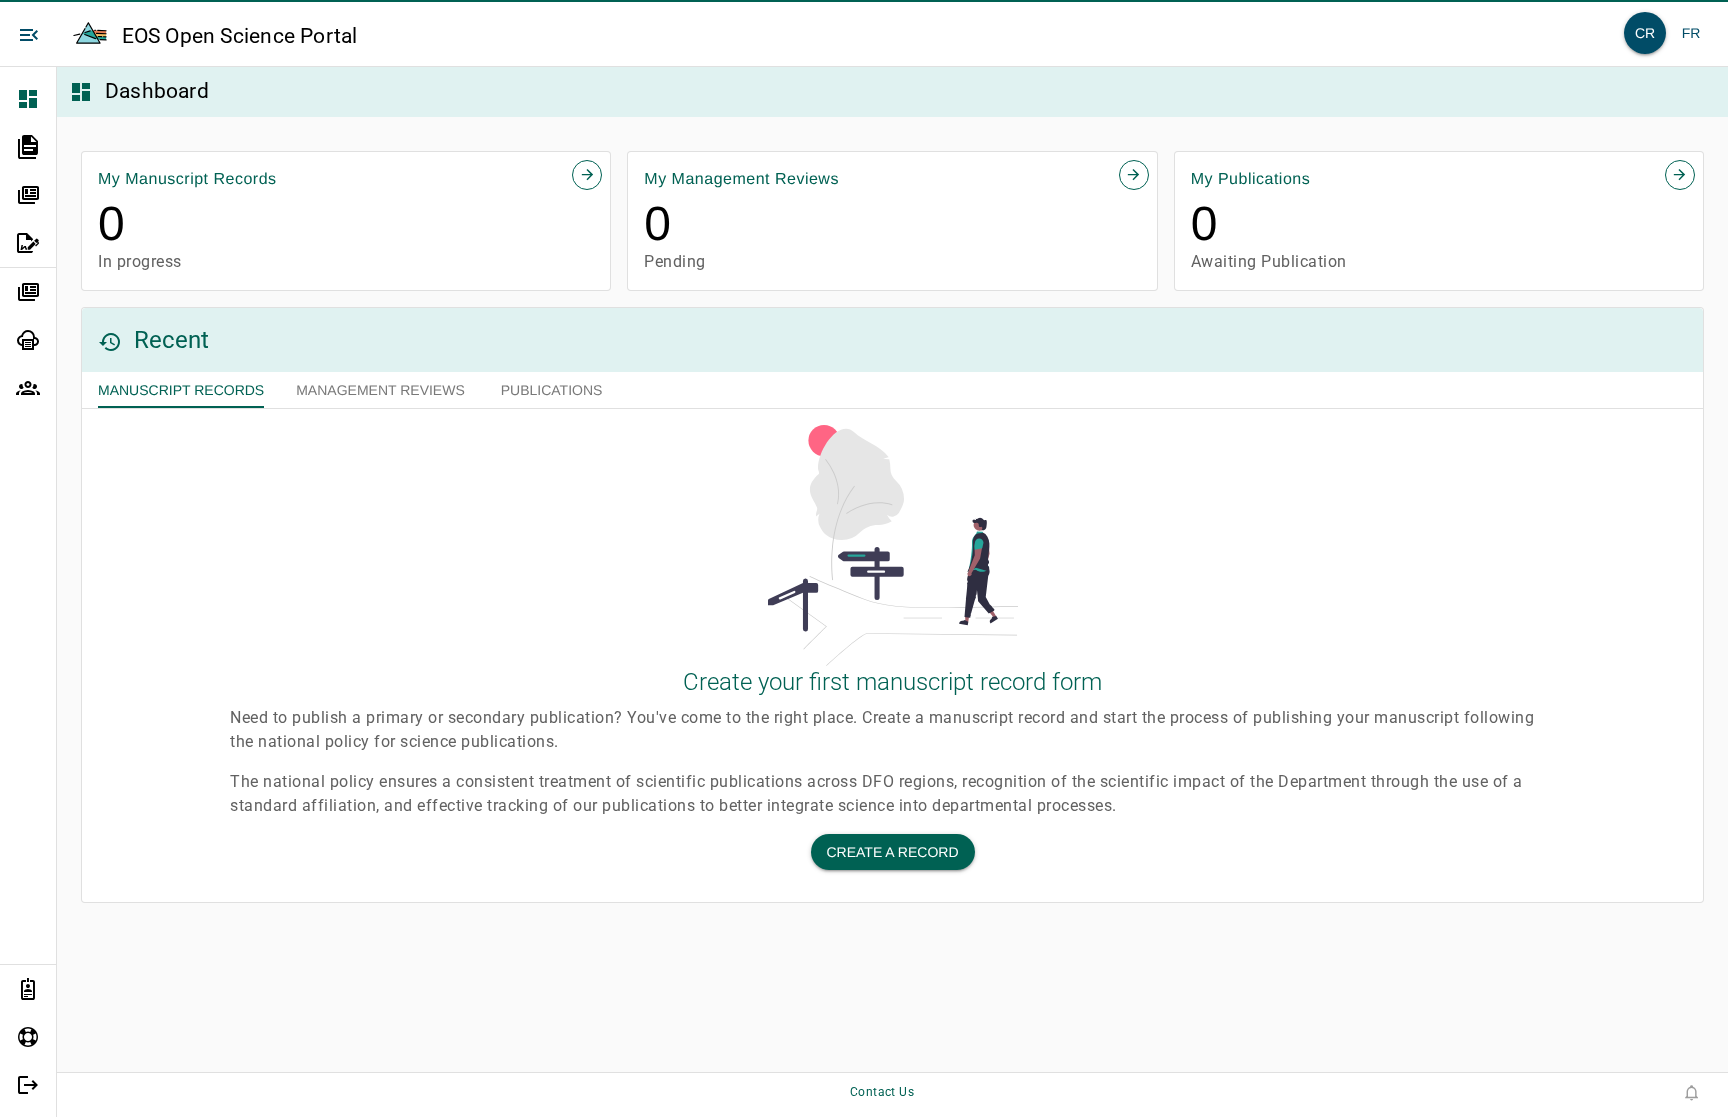 EOS Open Science Portal
CR
FR
Dashboard
My Manuscript Records
0
In progress
My Management Reviews
0
Pending
My Publications
0
Awaiting Publication
Recent
MANUSCRIPT RECORDS
MANAGEMENT REVIEWS
PUBLICATIONS
Create your first manuscript record form
Need to publish a primary or secondary publication? You've come to the right place. Create a manuscript record and start the process of publishing your manuscript following
the national policy for science publications.
The national policy ensures a consistent treatment of scientific publications across DFO regions, recognition of the scientific impact of the Department through the use of a
standard affiliation, and effective tracking of our publications to better integrate science into departmental processes.
CREATE A RECORD
Contact Us